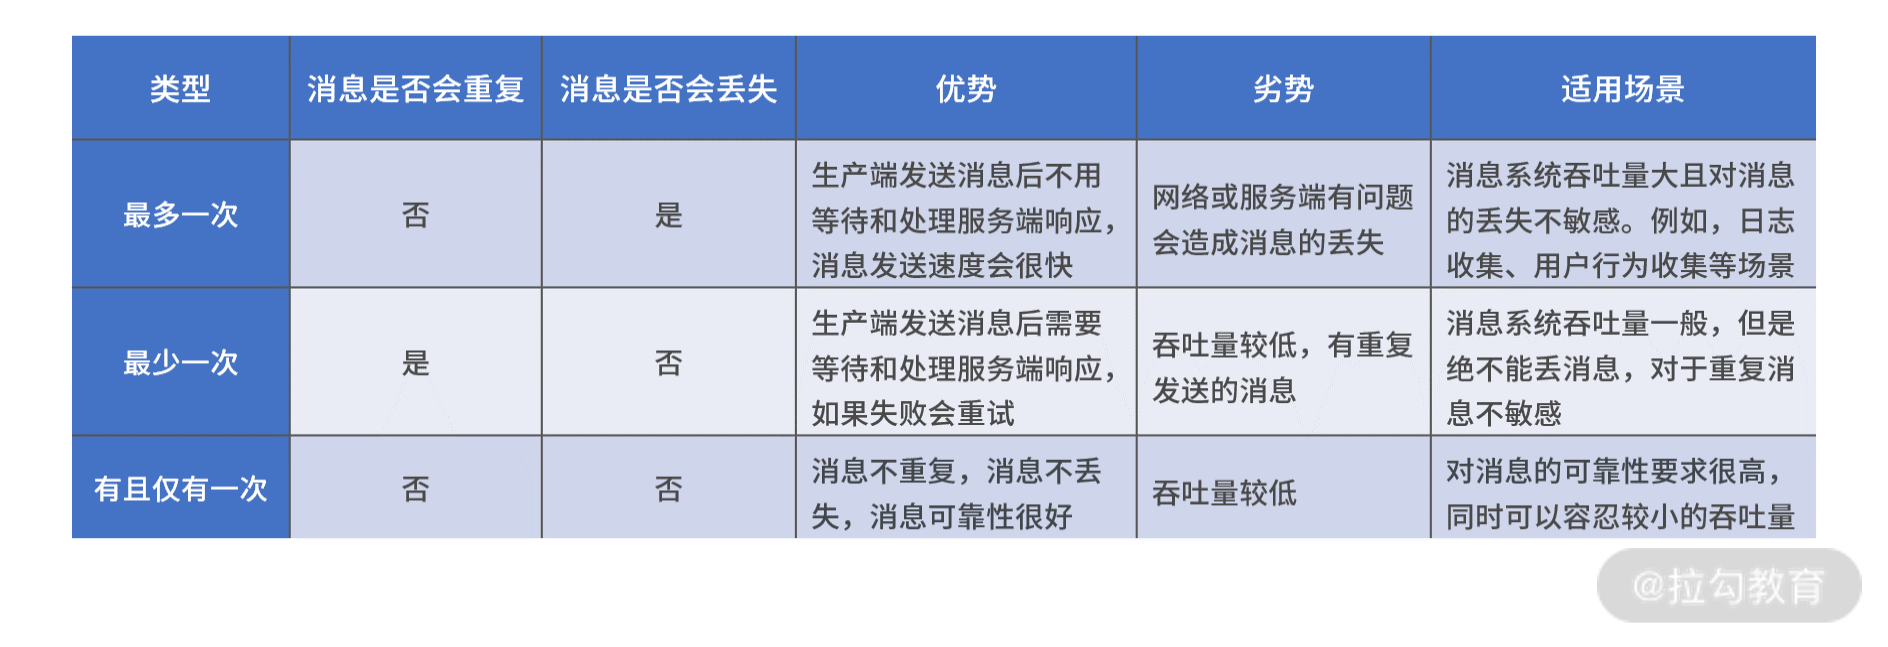 类型 消息是否会重复 消息是否会丢失 优势 劣势 适用场景
最多一次
否
是
生产端发送消息后不用
等待和处理服务端响应，
消息发送速度会很快
网络或服务端有问题
会造成消息的丢失
消息系统吞吐量大且对消息
的丢失不敏感。例如，日志
收集、用户行为收集等场景
最少一次
是
否
生产端发送消息后需要
等待和处理服务端响应，
如果失败会重试
吞吐量较低，有重复
发送的消息
消息系统吞吐量一般，但是
绝不能丢消息，对于重复消
息不敏感
有且仅有一次
否
否
消息不重复，消息不丢
失，消息可靠性很好
吞吐量较低
对消息的可靠性要求很高，
同时可以容忍较小的吞吐量
@拉勾教育